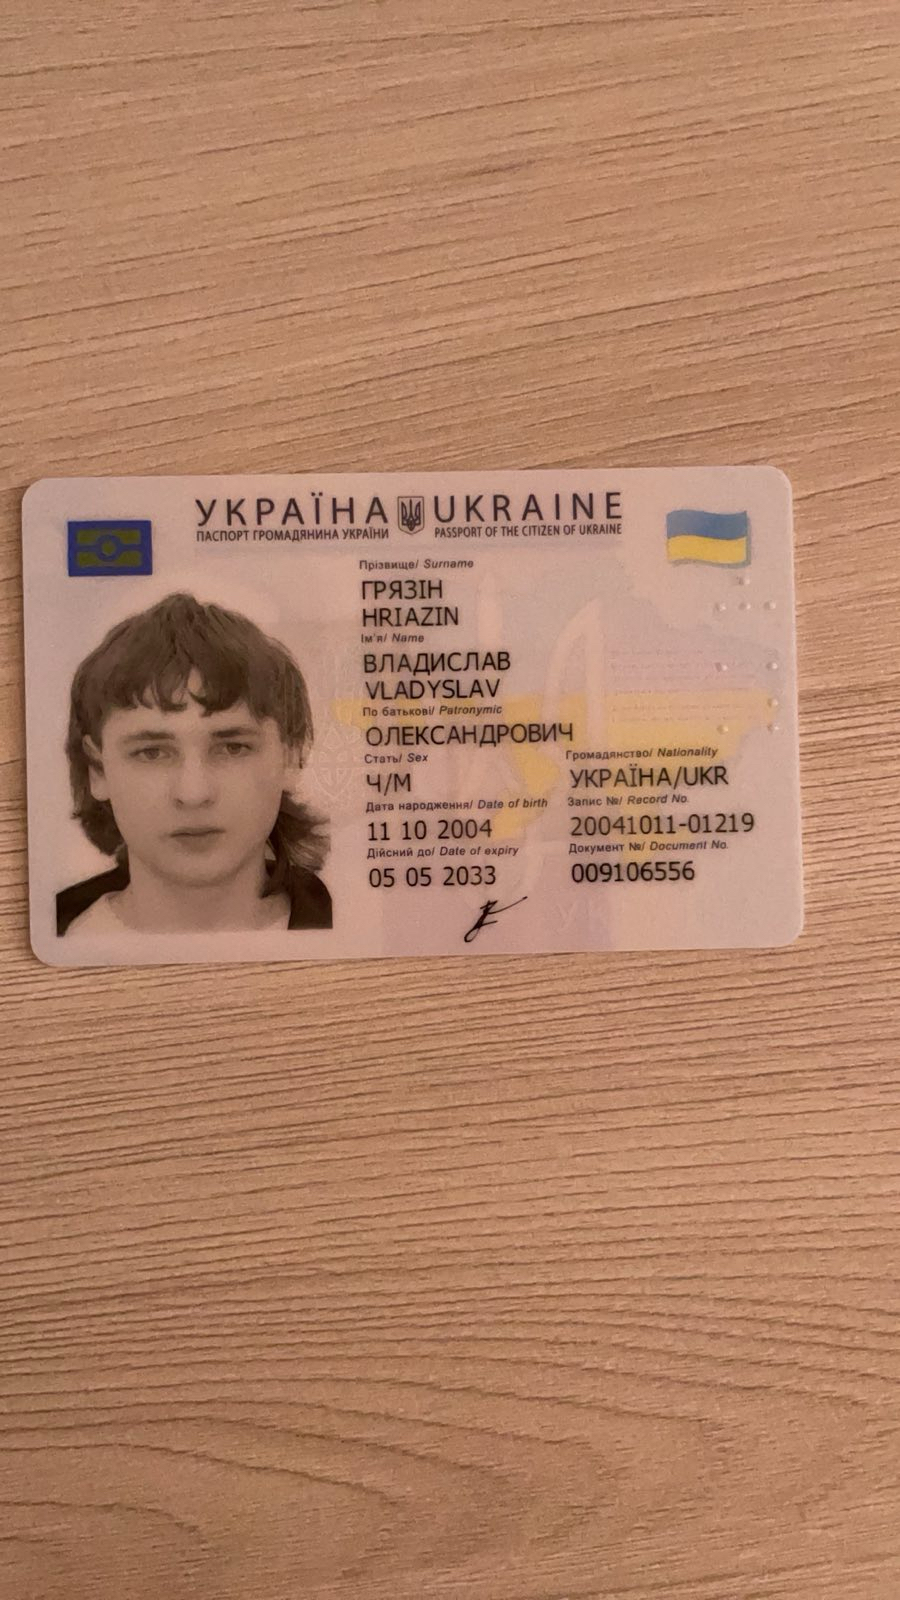 УКРАЇНА UKRAINE
ПАСПОРТ ГРОМАДЯНИНА УКРАЇНИ PASSPORT OF THE CITIZEN OF UKRAINE
Прізвище/ Surname
ГРЯЗІН
HRIAZIN
Ім'я/ Name
ВЛАДИСЛАВ
VLADYSLAV
По батькові/ Patronymic
ОЛЕКСАНДРОВИЧ
Стать/ Sex
Ч/М
Громадянство/ Nationality
УКРАЇНА/UKR
Дата народження/ Date of birth
11 10 2004
Запис №/ Record No.
20041011-01219
Дійсний до/ Date of expiry
05 05 2033
Документ №/ Document No.
009106556